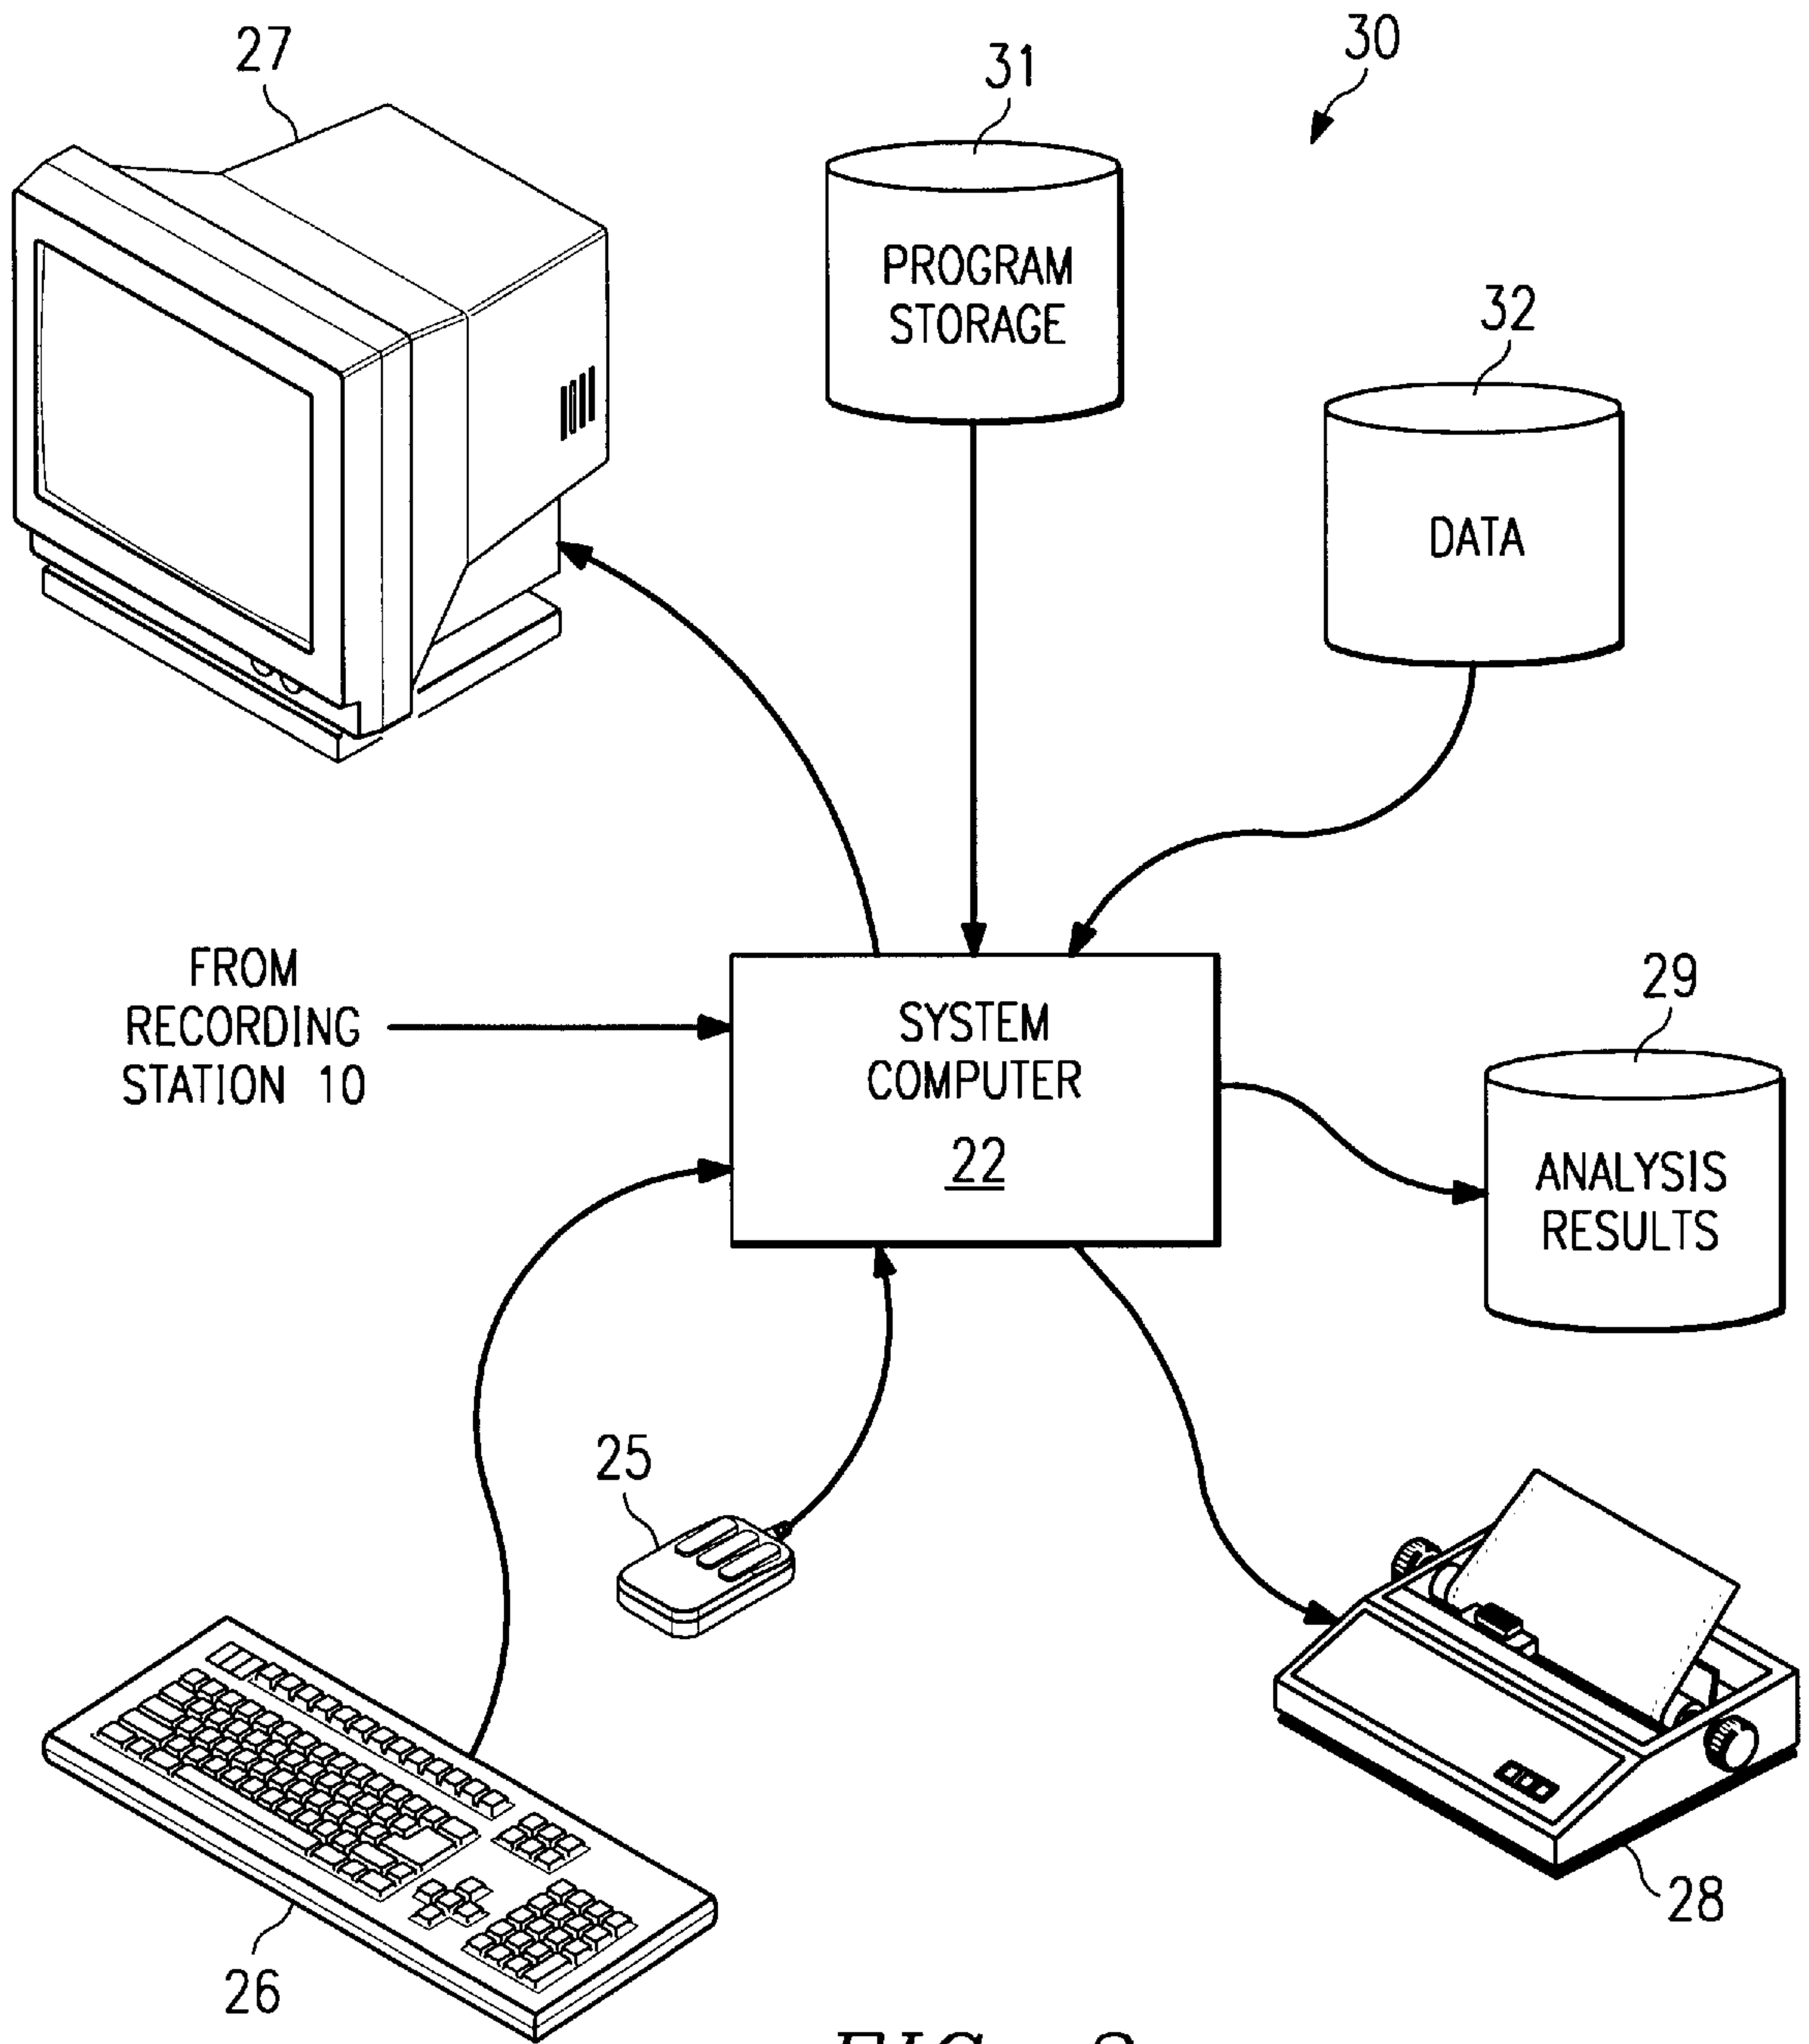 27
31
30
PROGRAM
STORAGE
32
DATA
FROM
RECORDING
STATION 10
SYSTEM
COMPUTER
22
29
ANALYSIS
RESULTS
25
28
26